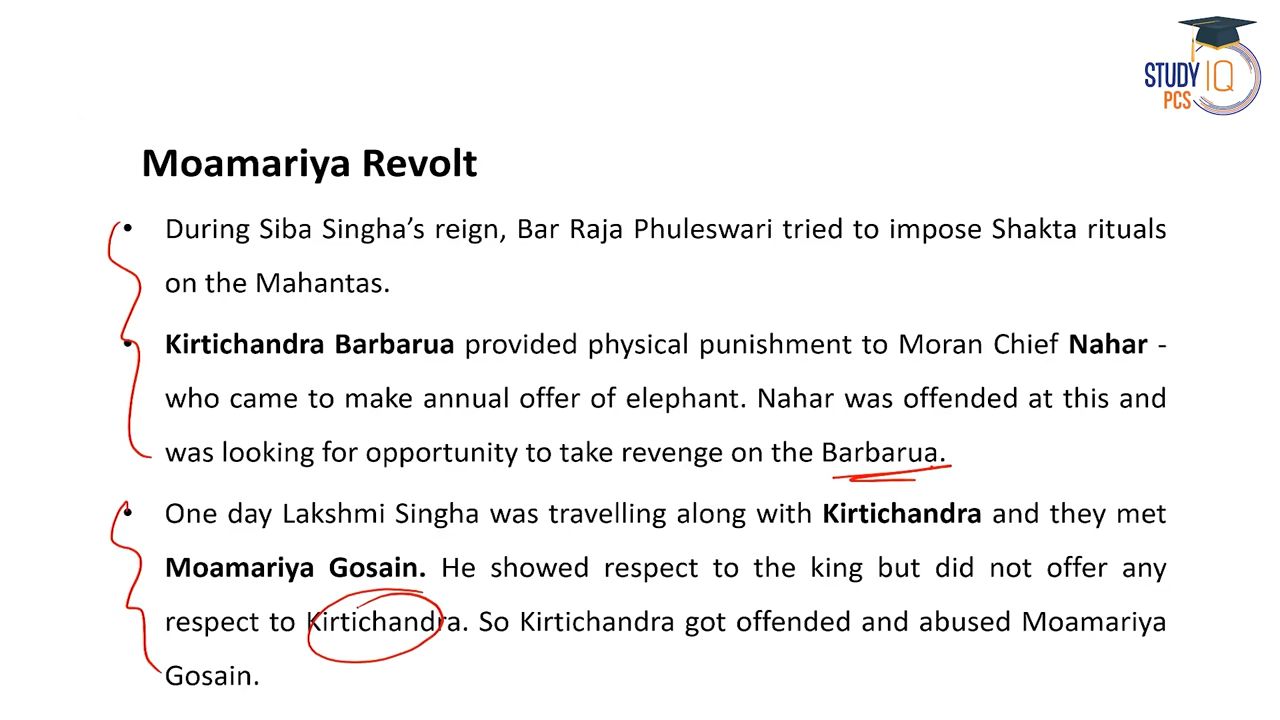 STUDY IQ
PCS
Moamariya Revolt
• During Siba Singha’s reign, Bar Raja Phuleswari tried to impose Shakta rituals
on the Mahantas.
• Kirtichandra Barbarua provided physical punishment to Moran Chief Nahar -
who came to make annual offer of elephant. Nahar was offended at this and
was looking for opportunity to take revenge on the Barbarua.
• One day Lakshmi Singha was travelling along with Kirtichandra and they met
Moamariya Gosain. He showed respect to the king but did not offer any
respect to Kirtichandra. So Kirtichandra got offended and abused Moamariya
Gosain.